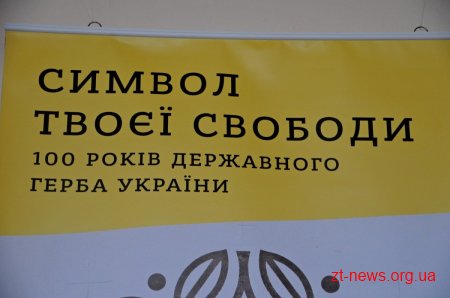 СИМВОЛ
ТВОЄЇ СВОБОДИ
100 РОКІВ ДЕРЖАВНОГО
ГЕРБА УКРАЇНИ
zt-news.org.ua